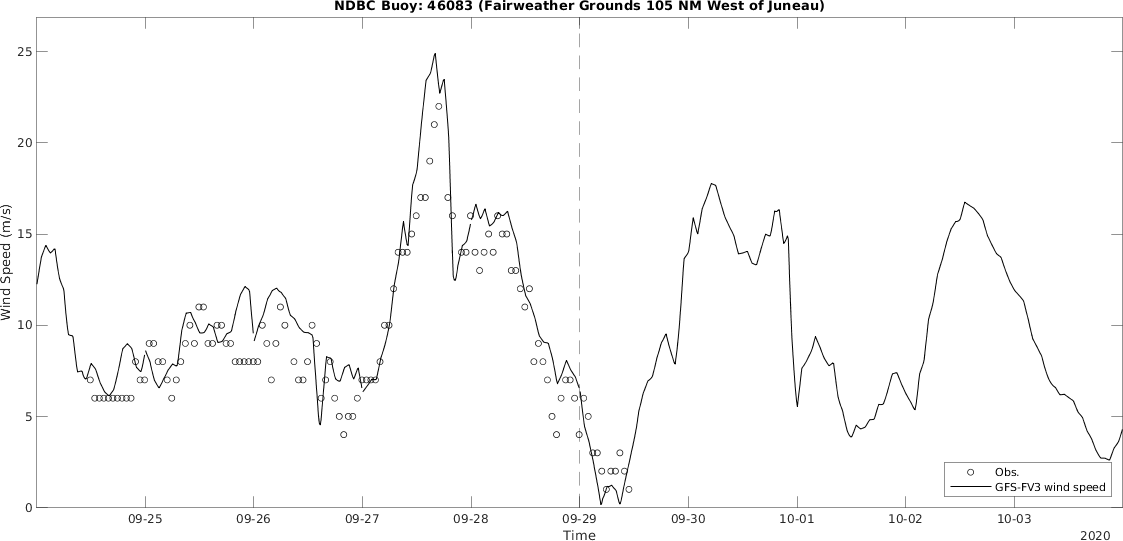 NDBC Buoy: 46083 (Fairweather Grounds 105 NM West of Juneau)
25
20
15
10
5
0
Wind Speed (m/s)
09-25 09-26 09-27 09-28 09-29 09-30 10-01 10-02 10-03
Time
2020
Obs.
GFS-FV3 wind speed